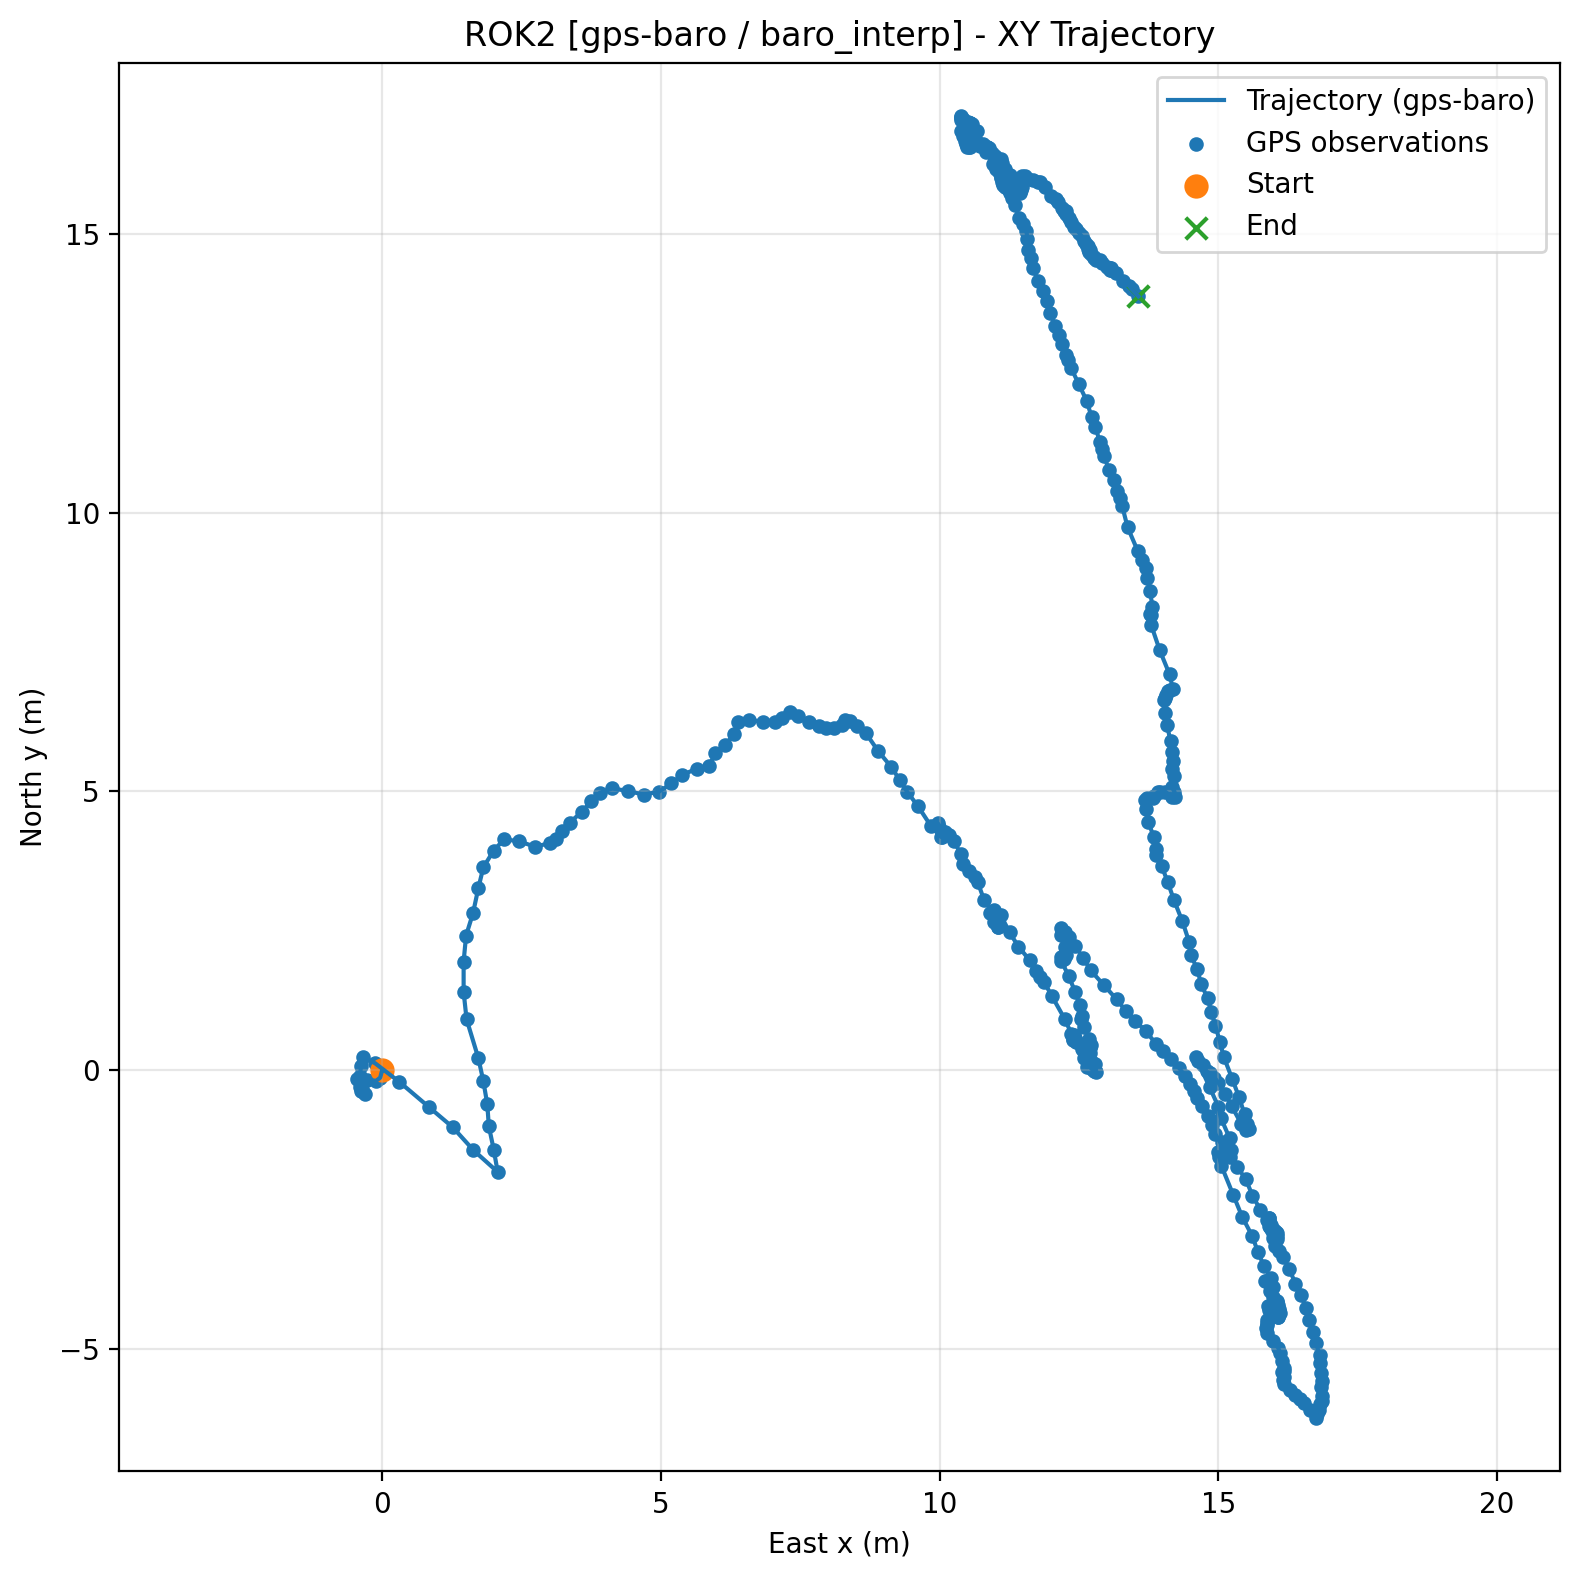 ROK2 [gps-baro / baro_interp] - XY Trajectory
Trajectory (gps-baro)
GPS observations
Start
End
15
10
5
0
−5
North y (m)
0
5
10
15
20
East x (m)